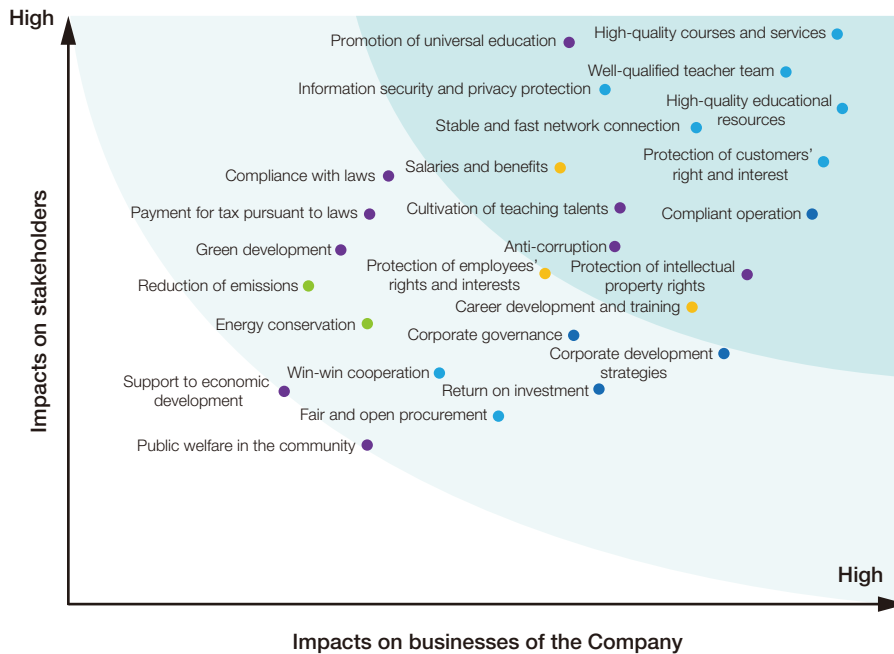 High
Promotion of universal education
High-quality courses and services
Well-qualified teacher team
Information security and privacy protection
High-quality educational
resources
Stable and fast network connection
Protection of customers'
right and interest
Salaries and benefits
Compliance with laws
Cultivation of teaching talents
Payment for tax pursuant to laws
Compliant operation
Green development
Anti-corruption
Protection of employees'
rights and interests
Protection of intellectual
property rights
Reduction of emissions
Career development and training
Energy conservation
Corporate governance
Corporate development
strategies
Win-win cooperation
Support to economic
development
Return on investment
Fair and open procurement
Public welfare in the community
Impacts on stakeholders
High
Impacts on businesses of the Company